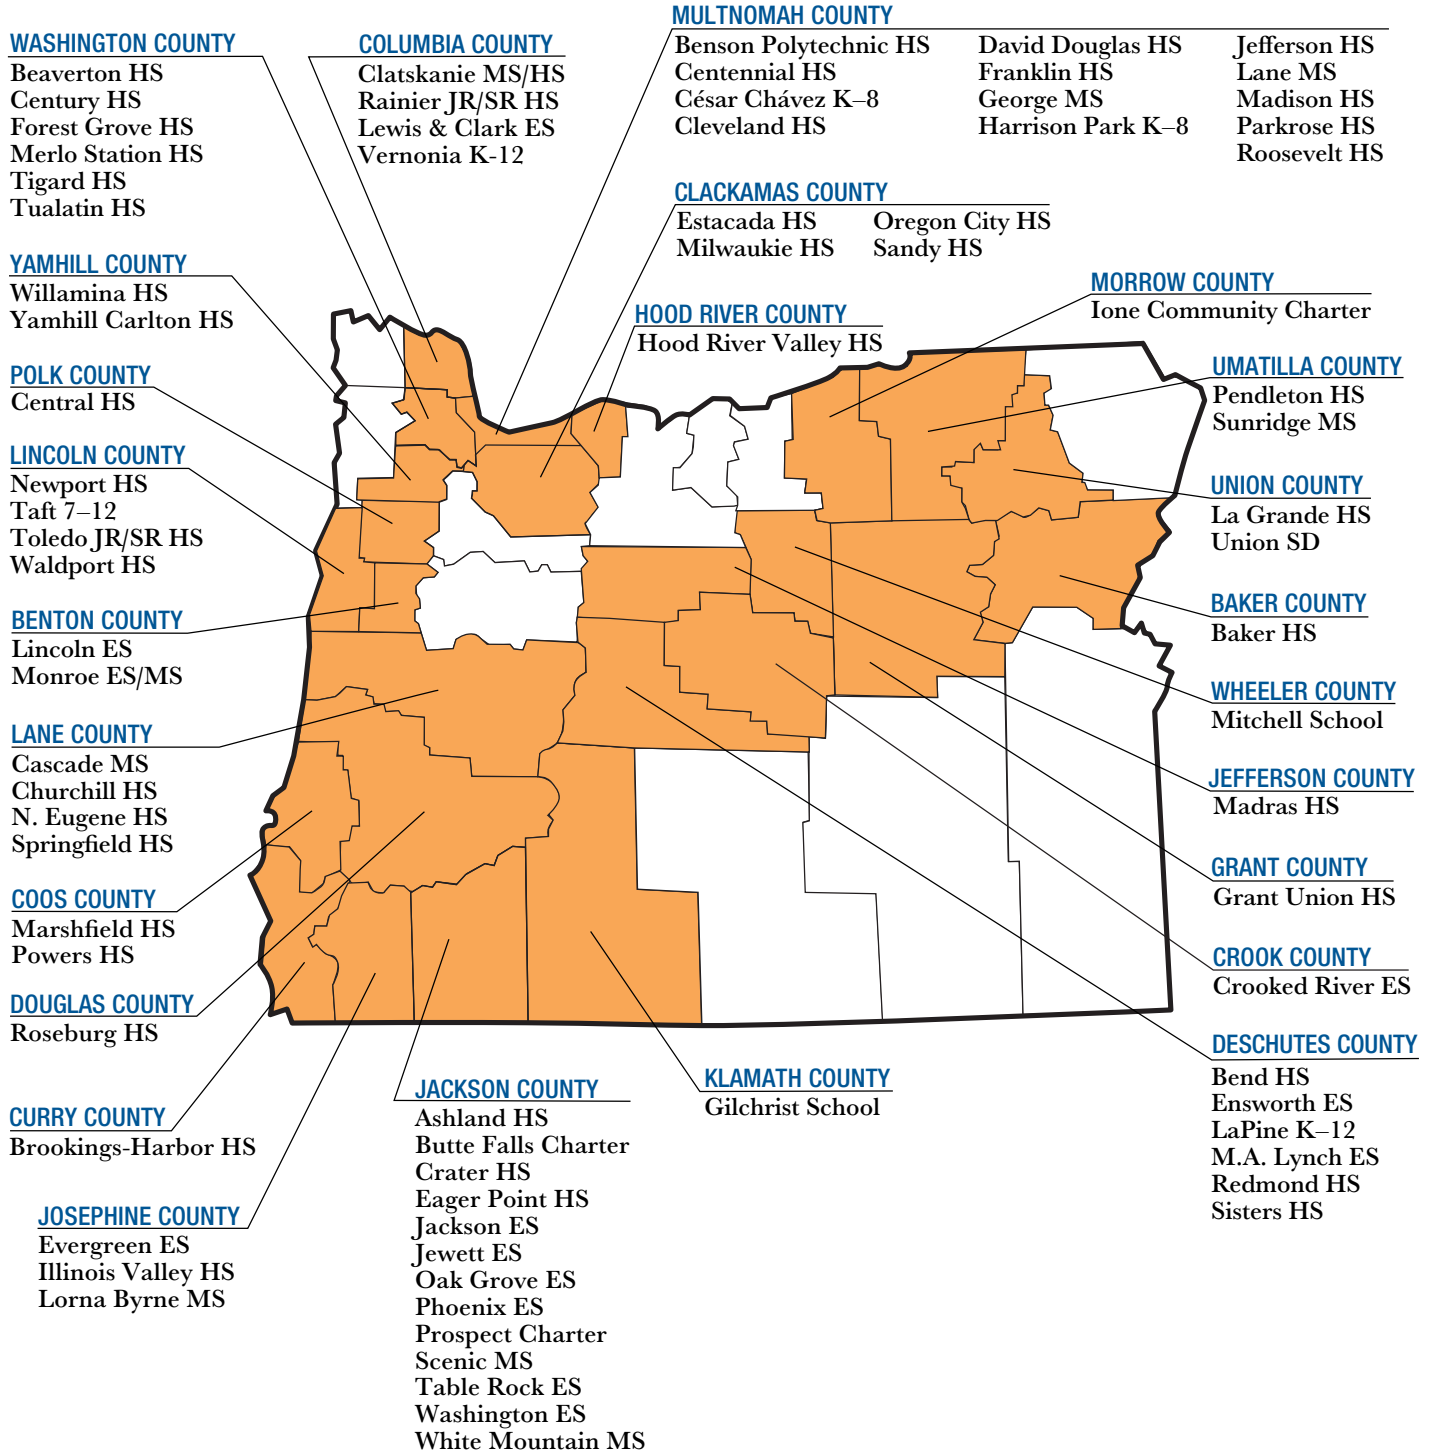 WASHINGTON COUNTY
Beaverton HS
Century HS
Forest Grove HS
Merlo Station HS
Tigard HS
Tualatin HS
COLUMBIA COUNTY
Clatskanie MS/HS
Rainier JR/SR HS
Lewis & Clark ES
Vernonia K-12
MULTNOMAH COUNTY
Benson Polytechnic HS
Centennial HS
César Chávez K–8
Cleveland HS
David Douglas HS
Franklin HS
George MS
Harrison Park K–8
Jefferson HS
Lane MS
Madison HS
Parkrose HS
Roosevelt HS
CLACKAMAS COUNTY
Estacada HS
Milwaukie HS
Oregon City HS
Sandy HS
YAMHILL COUNTY
Willamina HS
Yamhill Carlton HS
HOOD RIVER COUNTY
Hood River Valley HS
MORROW COUNTY
Ione Community Charter
POLK COUNTY
Central HS
UMATILLA COUNTY
Pendleton HS
Sunridge MS
LINCOLN COUNTY
Newport HS
Taft 7–12
Toledo JR/SR HS
Waldport HS
UNION COUNTY
La Grande HS
Union SD
BENTON COUNTY
Lincoln ES
Monroe ES/MS
BAKER COUNTY
Baker HS
WHEELER COUNTY
Mitchell School
LANE COUNTY
Cascade MS
Churchill HS
N. Eugene HS
Springfield HS
JEFFERSON COUNTY
Madras HS
GRANT COUNTY
Grant Union HS
COOS COUNTY
Marshfield HS
Powers HS
CROOK COUNTY
Crooked River ES
DOUGLAS COUNTY
Roseburg HS
DESCHUTES COUNTY
Bend HS
Ensworth ES
LaPine K–12
M.A. Lynch ES
Redmond HS
Sisters HS
CURRY COUNTY
Brookings-Harbor HS
JACKSON COUNTY
Ashland HS
Butte Falls Charter
Crater HS
Eager Point HS
Jackson ES
Jewett ES
Oak Grove ES
Phoenix ES
Prospect Charter
Scenic MS
Table Rock ES
Washington ES
White Mountain MS
KLAMATH COUNTY
Gilchrist School
JOSEPHINE COUNTY
Evergreen ES
Illinois Valley HS
Lorna Byrne MS